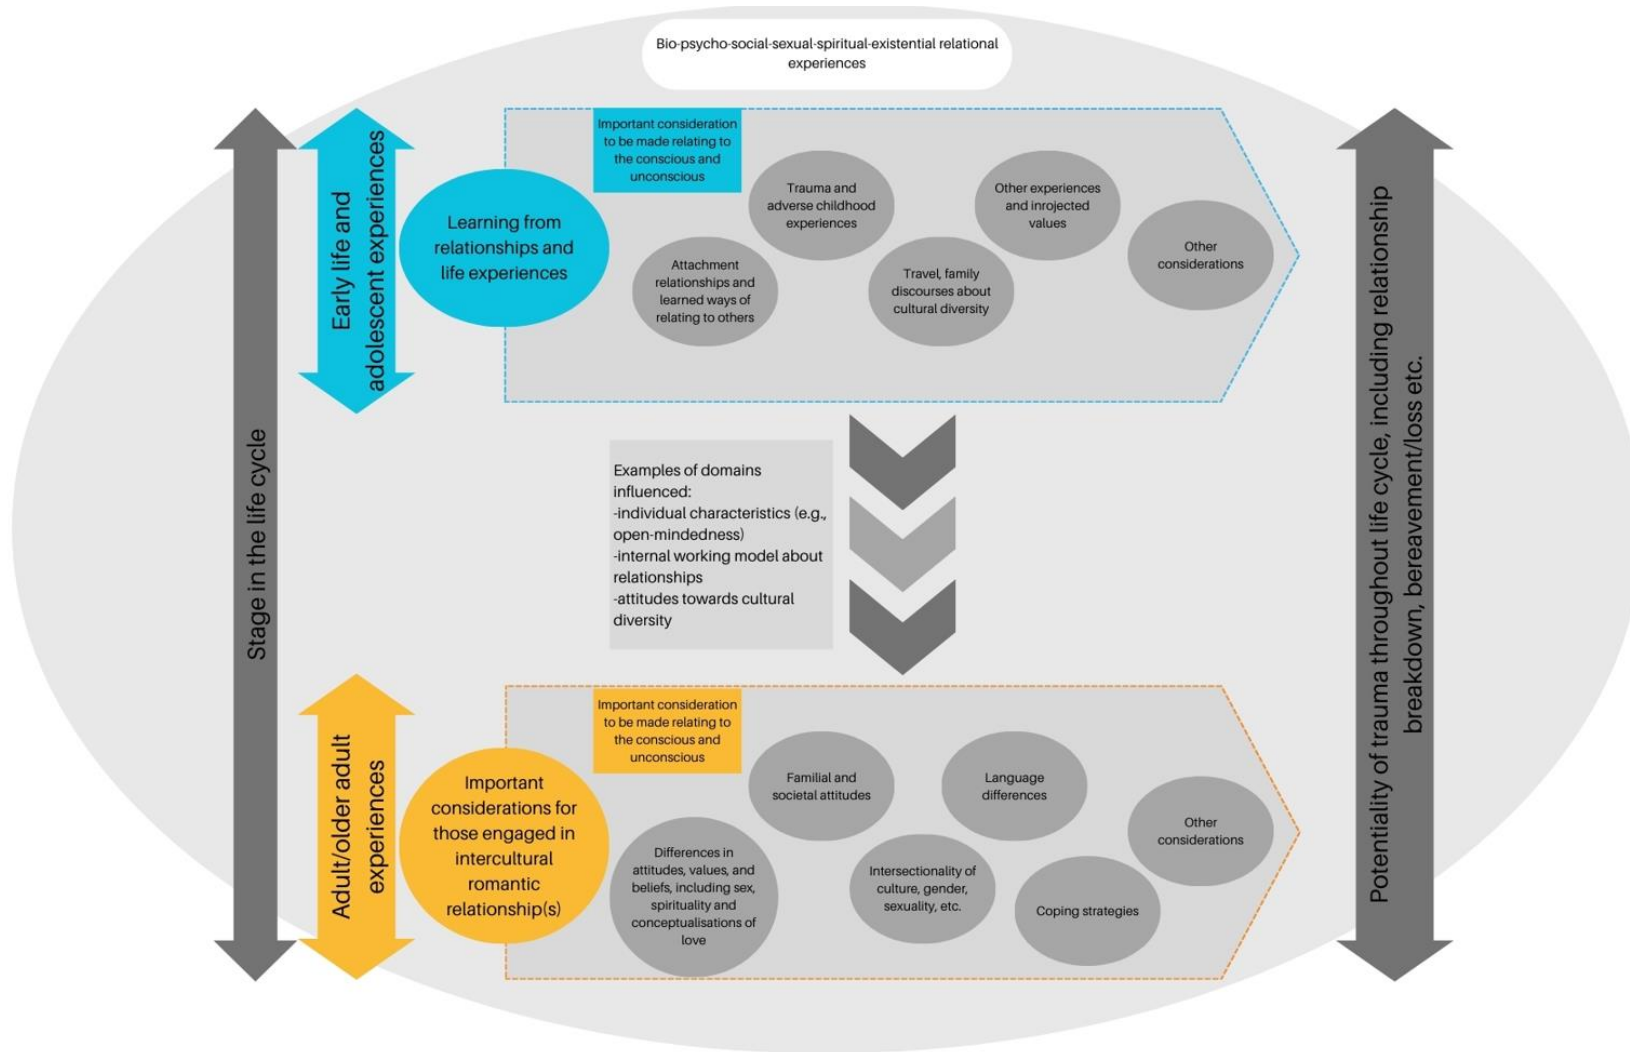 Bio-psycho-social-sexual-spiritual-existential relational
experiences
Stage in the life cycle
Early life and
adolescent experiences
Learning from
relationships and
life experiences
Important consideration
to be made relating to
the conscious and
unconscious
Attachment
relationships and
learned ways of
relating to others
Trauma and
adverse childhood
experiences
Travel, family
discourses about
cultural diversity
Other experiences
and inrojected
values
Other
considerations
Examples of domains
influenced:
-individual characteristics (e.g.,
open-mindedness)
-internal working model about
relationships
-attitudes towards cultural
diversity
Adult/older adult
experiences
Important
considerations for
those engaged in
intercultural
romantic
relationship(s)
Important consideration
to be made relating to
the conscious and
unconscious
Differences in
attitudes, values, and
beliefs, including sex,
spirituality and
conceptualisations of
love
Familial and
societal attitudes
Intersectionality of
culture, gender,
sexuality, etc.
Language
differences
Coping strategies
Other
considerations
Potentiality of trauma throughout life cycle, including relationship
breakdown, bereavement/loss etc.